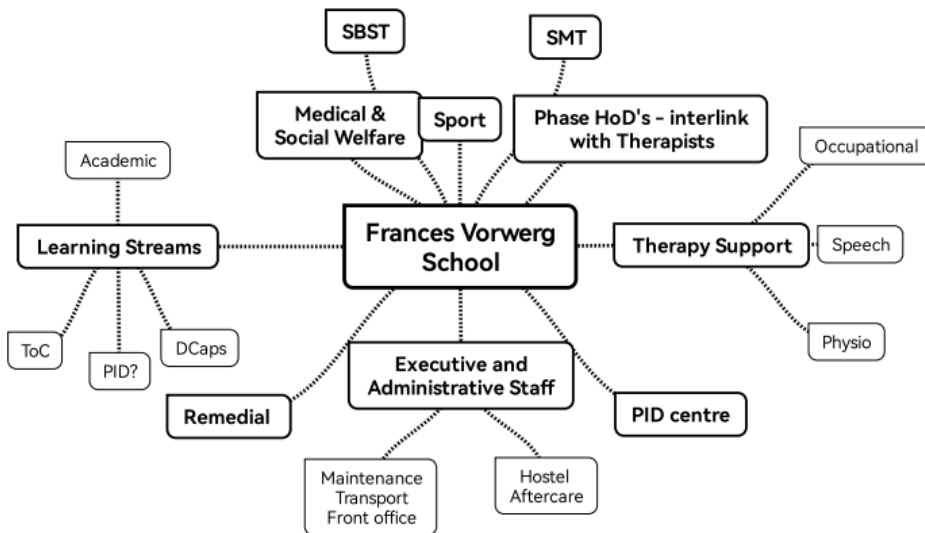 SBST
SMT
Medical &
Social Welfare
Sport
Phase HoD's - interlink
with Therapists
Academic
Occupational
Learning Streams
Frances Vorwerg
School
Therapy Support
Speech
ToC
PID?
DCaps
Physio
Executive and
Administrative Staff
Remedial
PID centre
Maintenance
Transport
Front office
Hostel
Aftercare